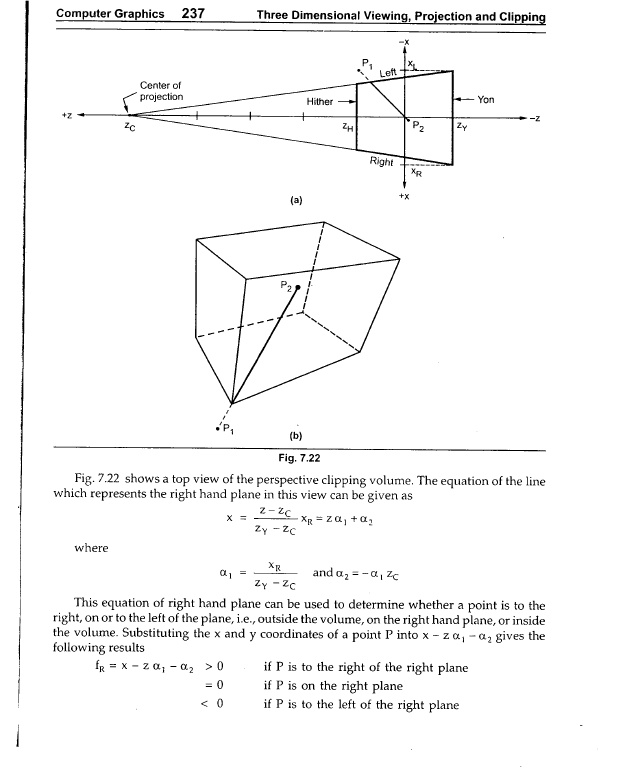 Computer Graphics 237 Three Dimensional Viewing, Projection and Clipping
-x
P1
Left
xL
Center of
projection
Hither
Yon
+z
zC
zH
P2
zY
-z
Right
xR
+x
(a)
P2
P1
(b)
Fig. 7.22
Fig. 7.22 shows a top view of the perspective clipping volume. The equation of the line
which represents the right hand plane in this view can be given as
x = (z − zC) / (zY − zC) xR = z α1 + α2
where
α1 = xR / (zY − zC) and α2 = − α1 zC
This equation of right hand plane can be used to determine whether a point is to the
right, on or to the left of the plane, i.e., outside the volume, on the right hand plane, or inside
the volume. Substituting the x and y coordinates of a point P into x − z α1 − α2 gives the
following results
fR = x − z α1 − α2 > 0 if P is to the right of the right plane
= 0 if P is on the right plane
< 0 if P is to the left of the right plane